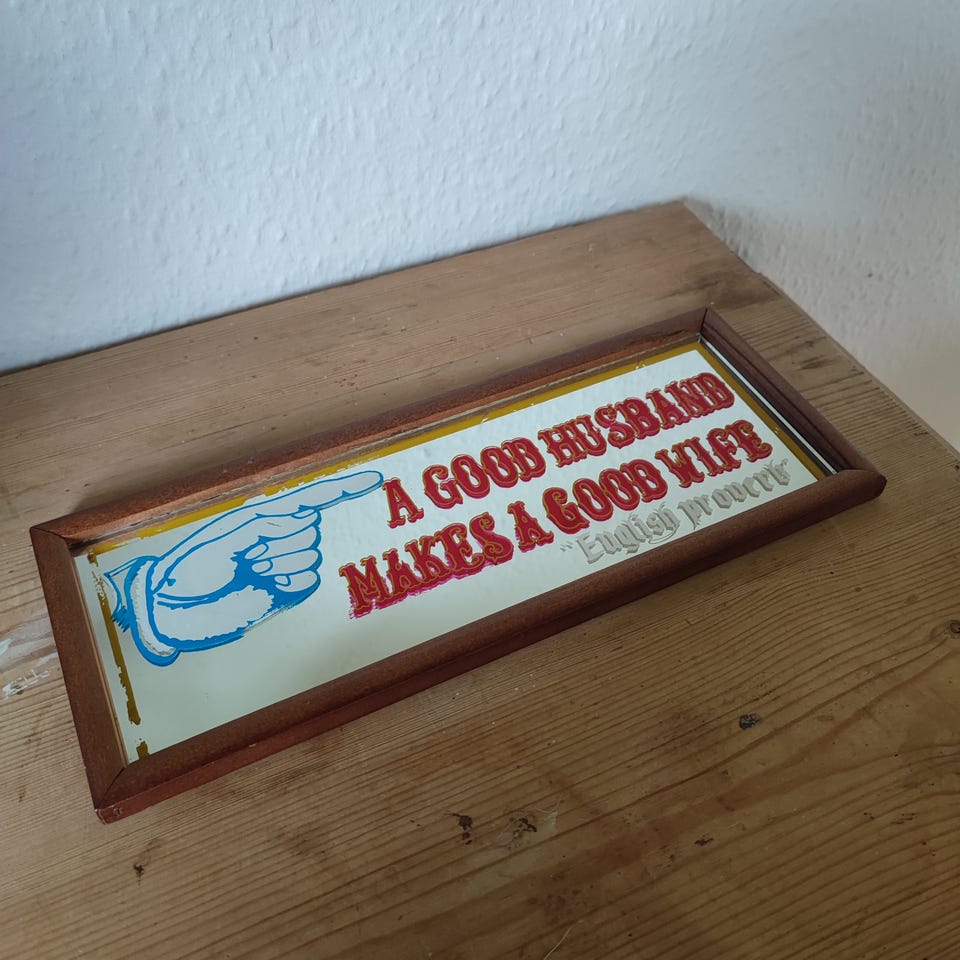 A GOOD HUSBAND
MAKES A GOOD WIFE
"English proverb"